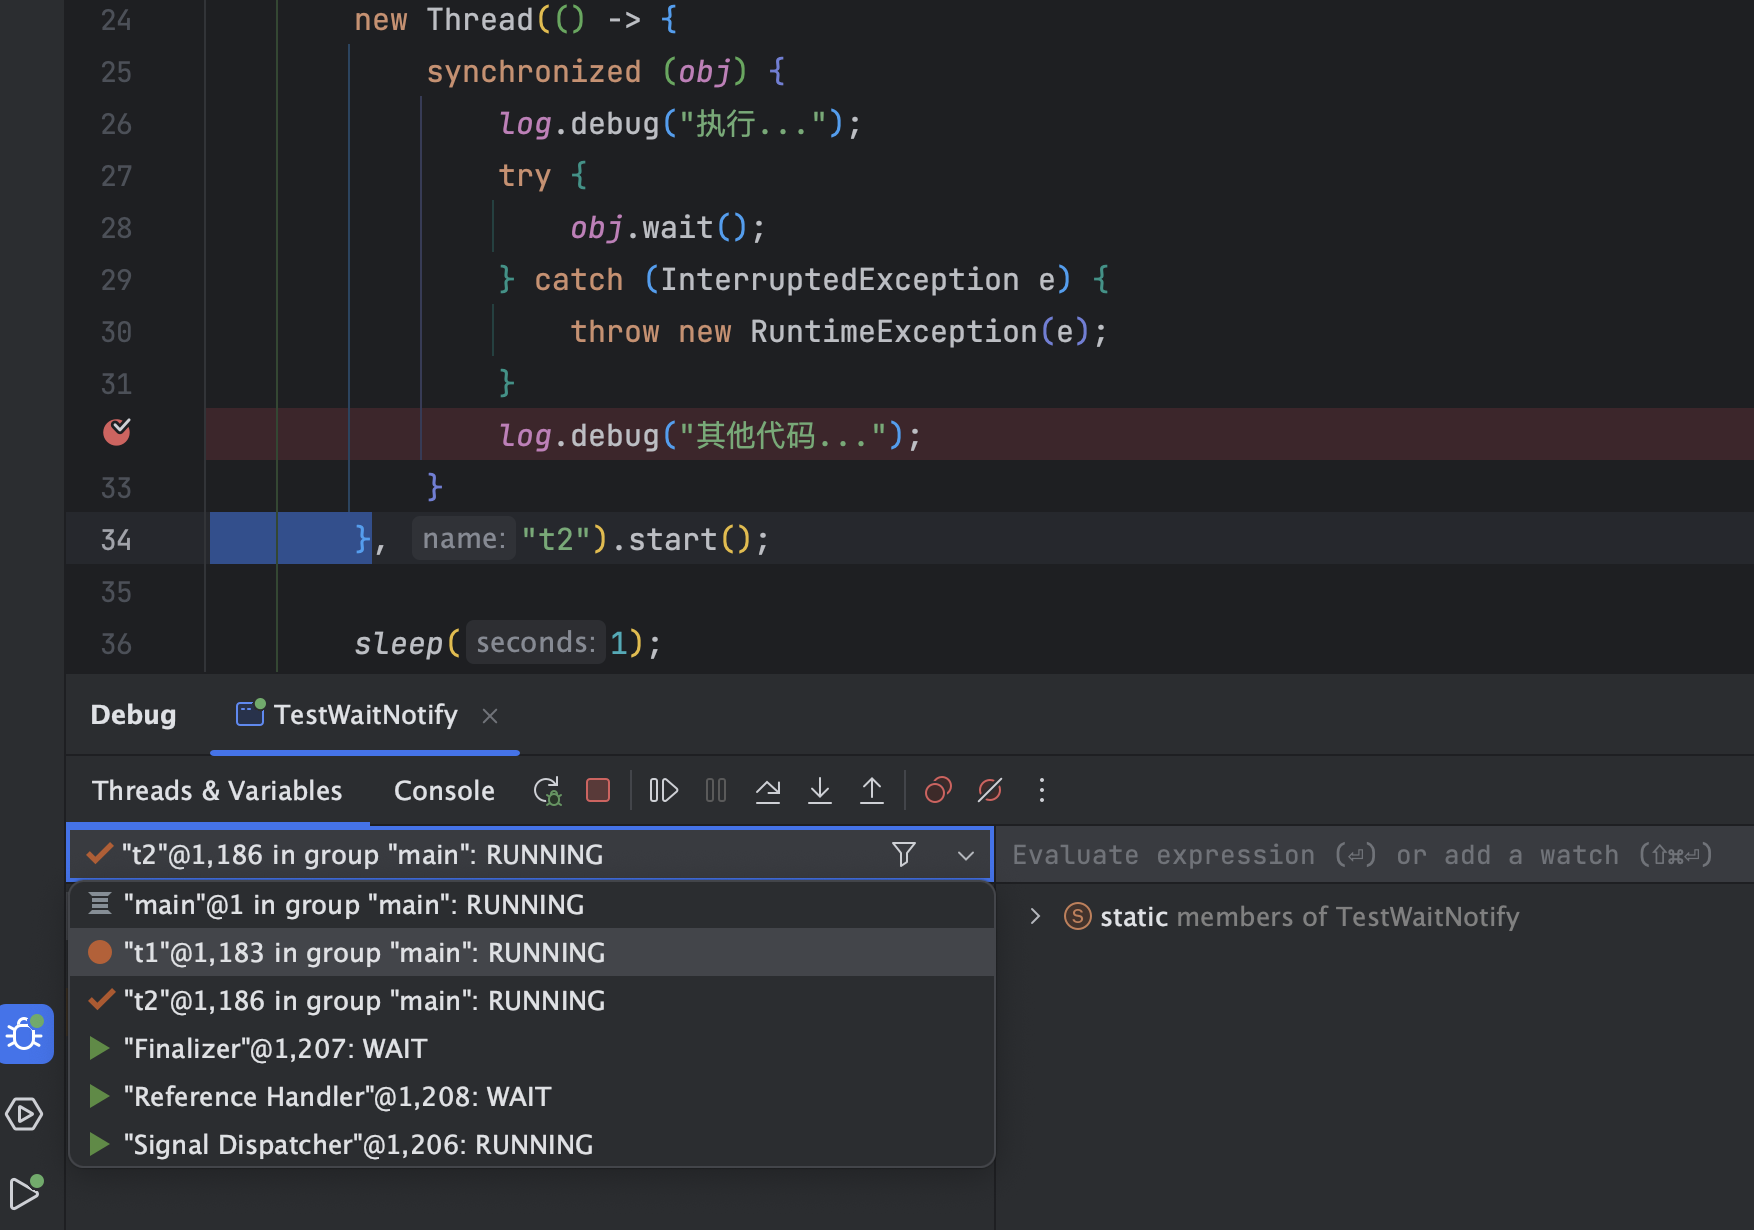 24 new Thread(() -> {
25 synchronized (obj) {
26 log.debug("执行...");
27 try {
28 obj.wait();
29 } catch (InterruptedException e) {
30 throw new RuntimeException(e);
31 }
log.debug("其他代码...");
33 }
34 }, name: "t2").start();
35
36 sleep( seconds: 1);
Debug TestWaitNotify
Threads & Variables Console
"t2"@1,186 in group "main": RUNNING
Evaluate expression (⏎) or add a watch (⇧⌘⏎)
"main"@1 in group "main": RUNNING
"t1"@1,183 in group "main": RUNNING
"t2"@1,186 in group "main": RUNNING
"Finalizer"@1,207: WAIT
"Reference Handler"@1,208: WAIT
"Signal Dispatcher"@1,206: RUNNING
S static members of TestWaitNotify